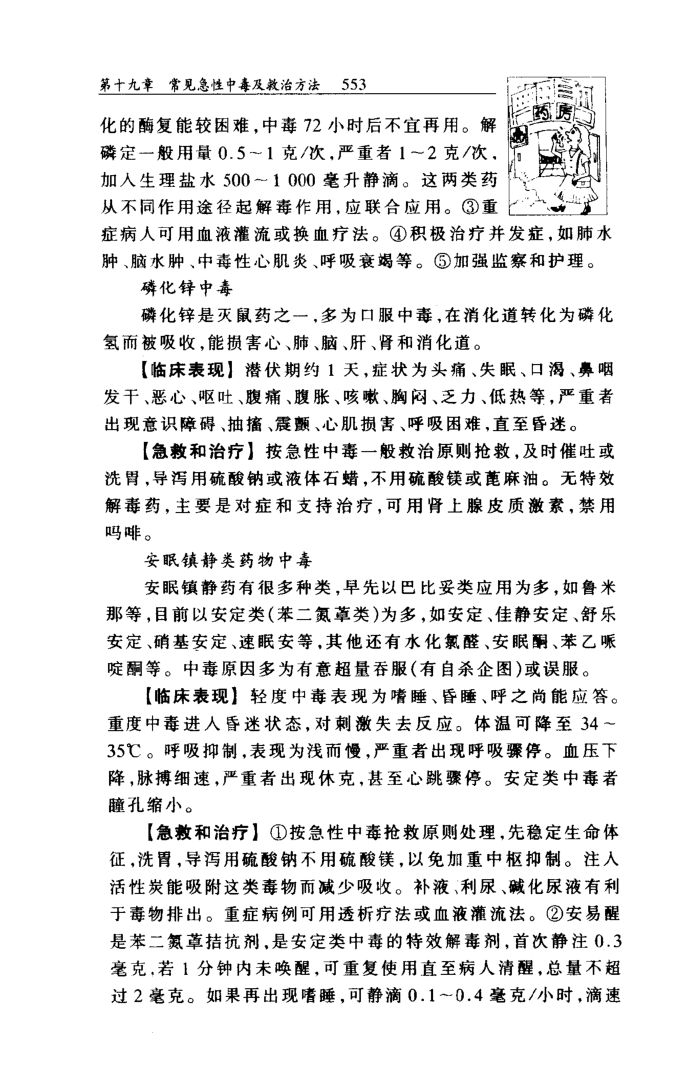 第十九章 常见急性中毒及救治方法 553
药房
化的酶复能较困难,中毒 72 小时后不宜再用。解
磷定一般用量 0.5~1 克/次,严重者 1~2 克/次,
加入生理盐水 500~1 000 毫升静滴。这两类药
从不同作用途径起解毒作用,应联合应用。③重
症病人可用血液灌流或换血疗法。④积极治疗并发症,如肺水
肿、脑水肿、中毒性心肌炎、呼吸衰竭等。⑤加强监察和护理。
磷化锌中毒
磷化锌是灭鼠药之一,多为口服中毒,在消化道转化为磷化
氢而被吸收,能损害心、肺、脑、肝、肾和消化道。
【临床表现】 潜伏期约 1 天,症状为头痛、失眠、口渴、鼻咽
发干、恶心、呕吐、腹痛、腹胀、咳嗽、胸闷、乏力、低热等,严重者
出现意识障碍、抽搐、震颤、心肌损害、呼吸困难,直至昏迷。
【急救和治疗】 按急性中毒一般救治原则抢救,及时催吐或
洗胃,导泻用硫酸钠或液体石蜡,不用硫酸镁或蓖麻油。无特效
解毒药,主要是对症和支持治疗,可用肾上腺皮质激素,禁用
吗啡。
安眠镇静类药物中毒
安眠镇静药有很多种类,早先以巴比妥类应用为多,如鲁米
那等,目前以安定类(苯二氮䓬类)为多,如安定、佳静安定、舒乐
安定、硝基安定、速眠安等,其他还有水化氯醛、安眠酮、苯乙哌
啶酮等。中毒原因多为有意超量吞服(有自杀企图)或误服。
【临床表现】 轻度中毒表现为嗜睡、昏睡、呼之尚能应答。
重度中毒进入昏迷状态,对刺激失去反应。体温可降至 34~
35℃。呼吸抑制,表现为浅而慢,严重者出现呼吸骤停。血压下
降,脉搏细速,严重者出现休克,甚至心跳骤停。安定类中毒者
瞳孔缩小。
【急救和治疗】 ①按急性中毒抢救原则处理,先稳定生命体
征,洗胃,导泻用硫酸钠不用硫酸镁,以免加重中枢抑制。注入
活性炭能吸附这类毒物而减少吸收。补液、利尿、碱化尿液有利
于毒物排出。重症病例可用透析疗法或血液灌流法。②安易醒
是苯二氮䓬拮抗剂,是安定类中毒的特效解毒剂,首次静注 0.3
毫克,若 1 分钟内未唤醒,可重复使用直至病人清醒,总量不超
过 2 毫克。如果再出现嗜睡,可静滴 0.1~0.4 毫克/小时,滴速